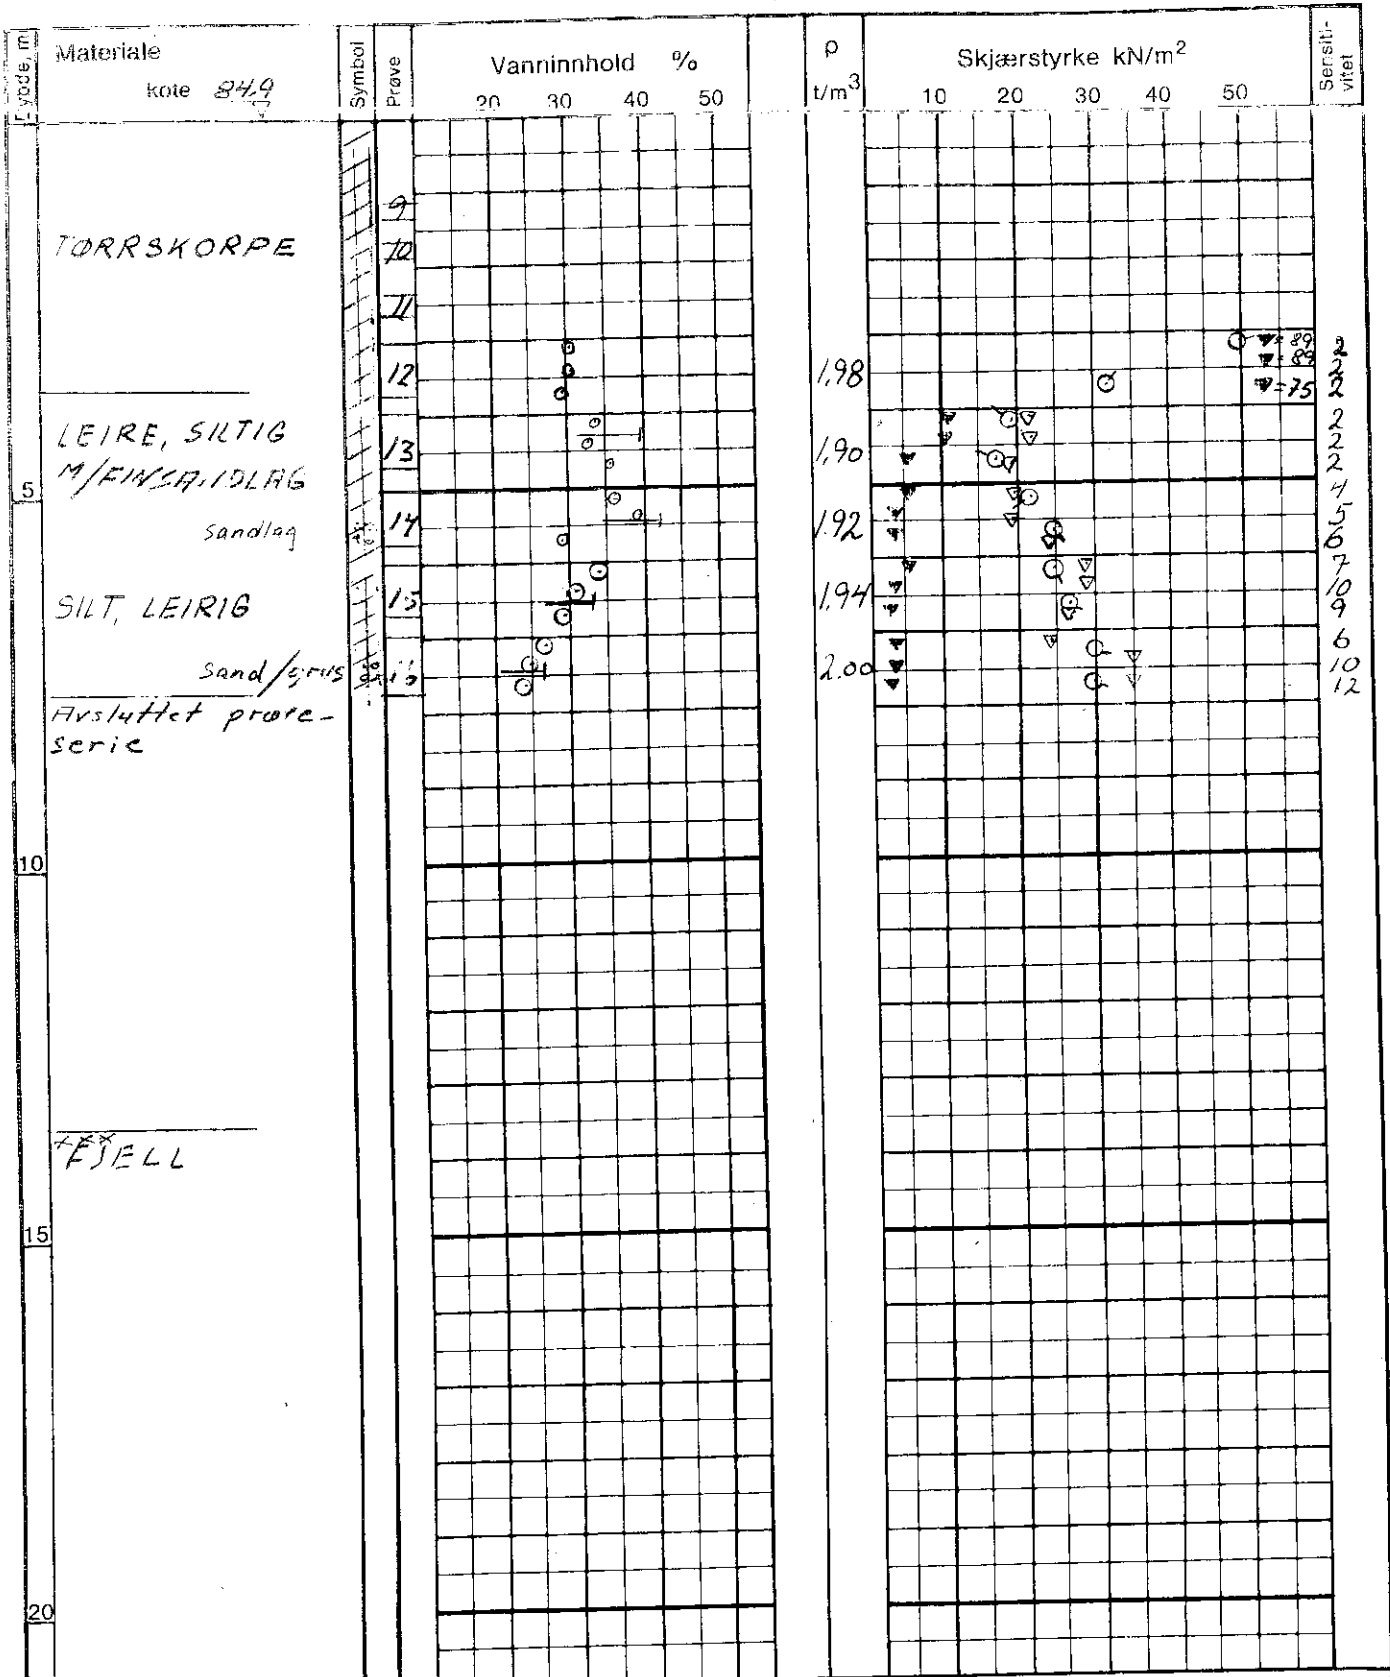 Dybde, m
Materiale
kote 84.9
Symbol
Prøve
Vanninnhold %
20 30 40 50
ρ
t/m3
Skjærstyrke kN/m2
10 20 30 40 50
Sensiti-
vitet
9
TØRRSKORPE
10
11
▼=89 2
▼=89 2
12
1.98
▼=75 2
LEIRE, SILTIG
2
2
13
1,90
2
M/FINSANDLAG
5
4
14
5
sandlag
1.92
6
7
15
10
SILT, LEIRIG
1.94
9
6
Sand/grus
16
2.00
10
12
Avsluttet prøve-
serie
10
xxx
FJELL
15
20